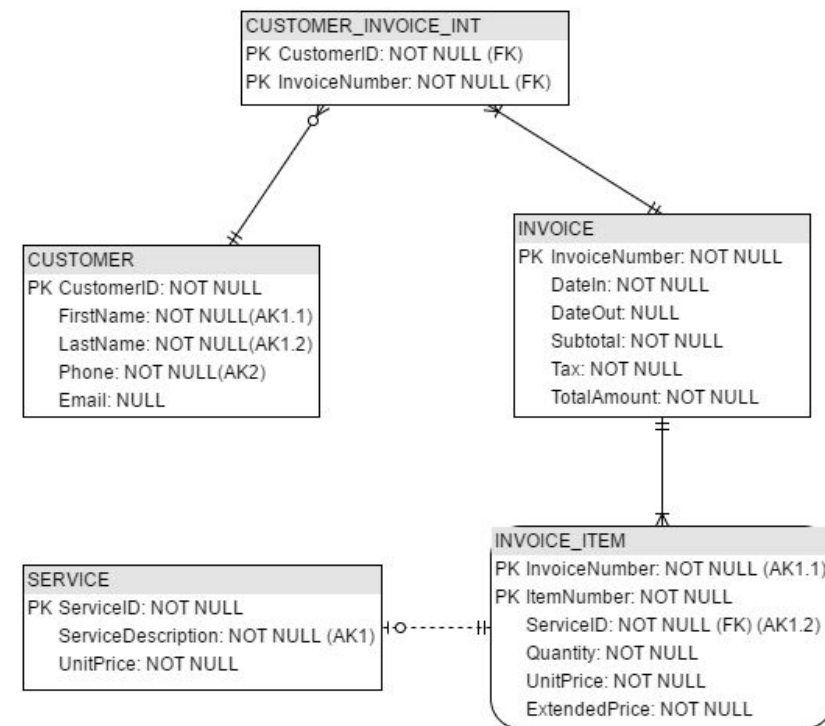 CUSTOMER_INVOICE_INT
PK CustomerID: NOT NULL (FK)
PK InvoiceNumber: NOT NULL (FK)
CUSTOMER
PK CustomerID: NOT NULL
FirstName: NOT NULL(AK1.1)
LastName: NOT NULL(AK1.2)
Phone: NOT NULL(AK2)
Email: NULL
INVOICE
PK InvoiceNumber: NOT NULL
DateIn: NOT NULL
DateOut: NULL
Subtotal: NOT NULL
Tax: NOT NULL
TotalAmount: NOT NULL
SERVICE
PK ServiceID: NOT NULL
ServiceDescription: NOT NULL (AK1)
UnitPrice: NOT NULL
INVOICE_ITEM
PK InvoiceNumber: NOT NULL (AK1.1)
PK ItemNumber: NOT NULL
ServiceID: NOT NULL (FK) (AK1.2)
Quantity: NOT NULL
UnitPrice: NOT NULL
ExtendedPrice: NOT NULL